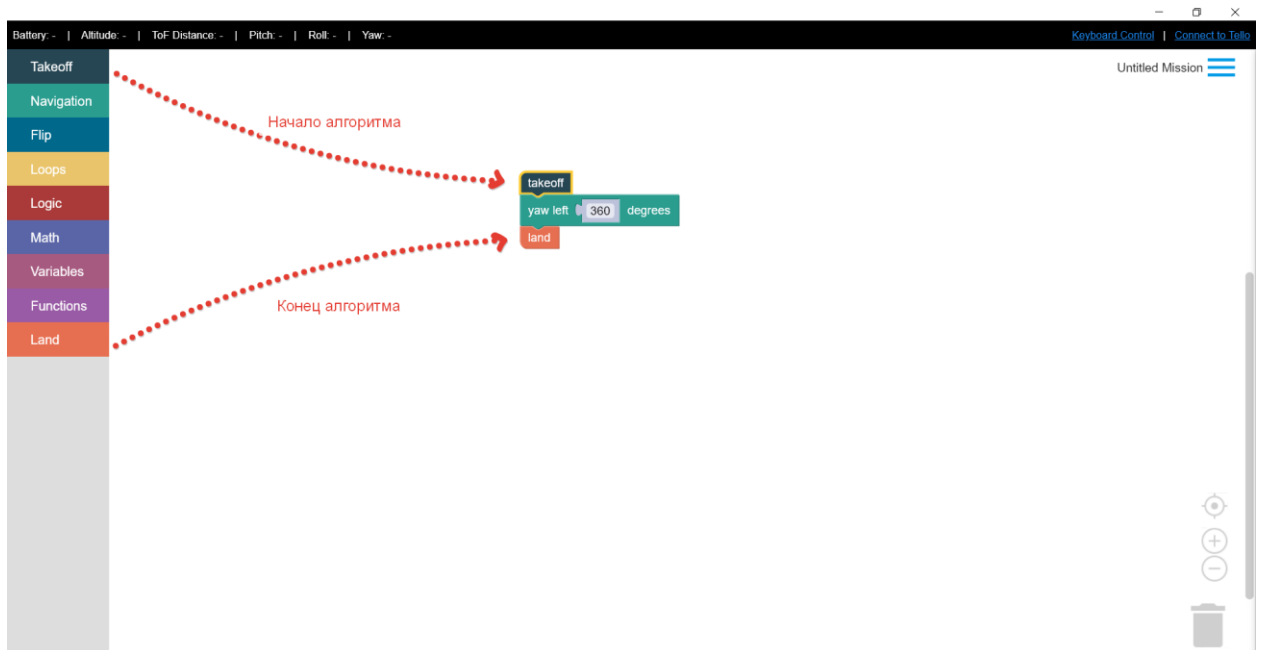 Battery: - | Altitude: - | ToF Distance: - | Pitch: - | Roll: - | Yaw: -
Keyboard Control | Connect to Tello
Untitled Mission
Takeoff
Navigation
Flip
Loops
Logic
Math
Variables
Functions
Land
Начало алгоритма
takeoff
yaw left 360 degrees
land
Конец алгоритма